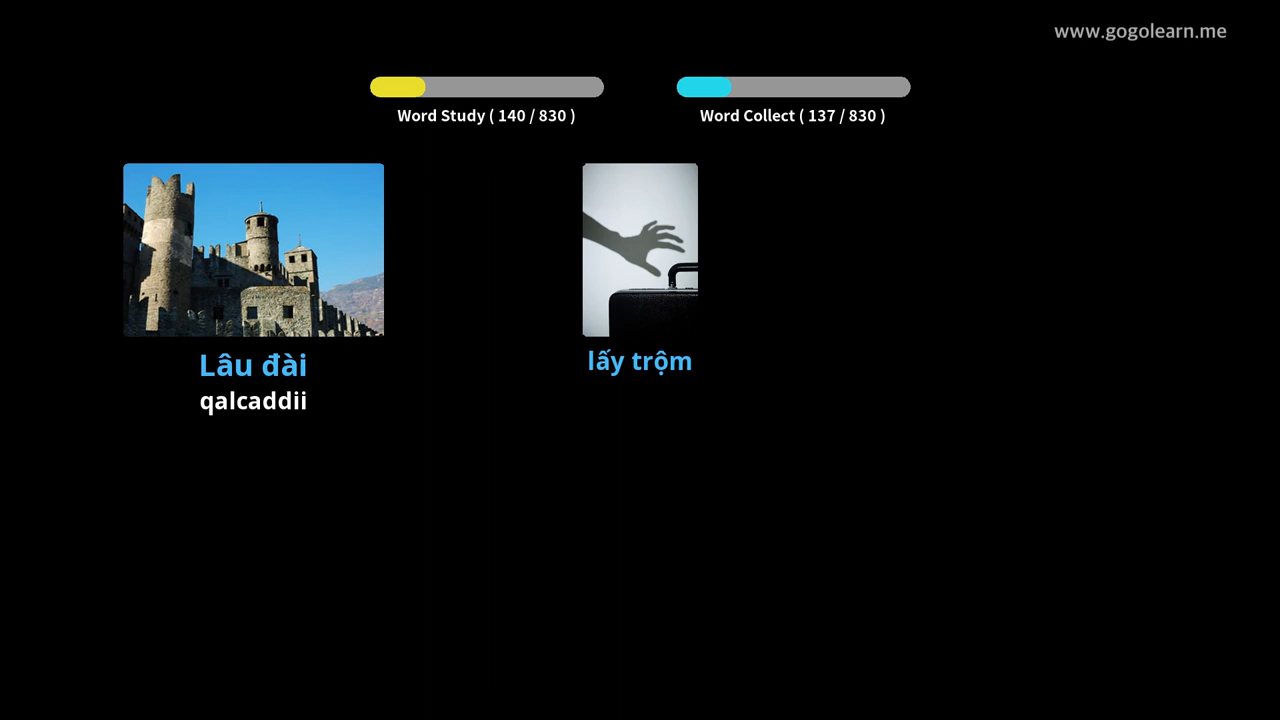 www.gogolearn.me
Word Study ( 140 / 830 )
Word Collect ( 137 / 830 )
Lâu đài
qalcaddii
lấy trộm